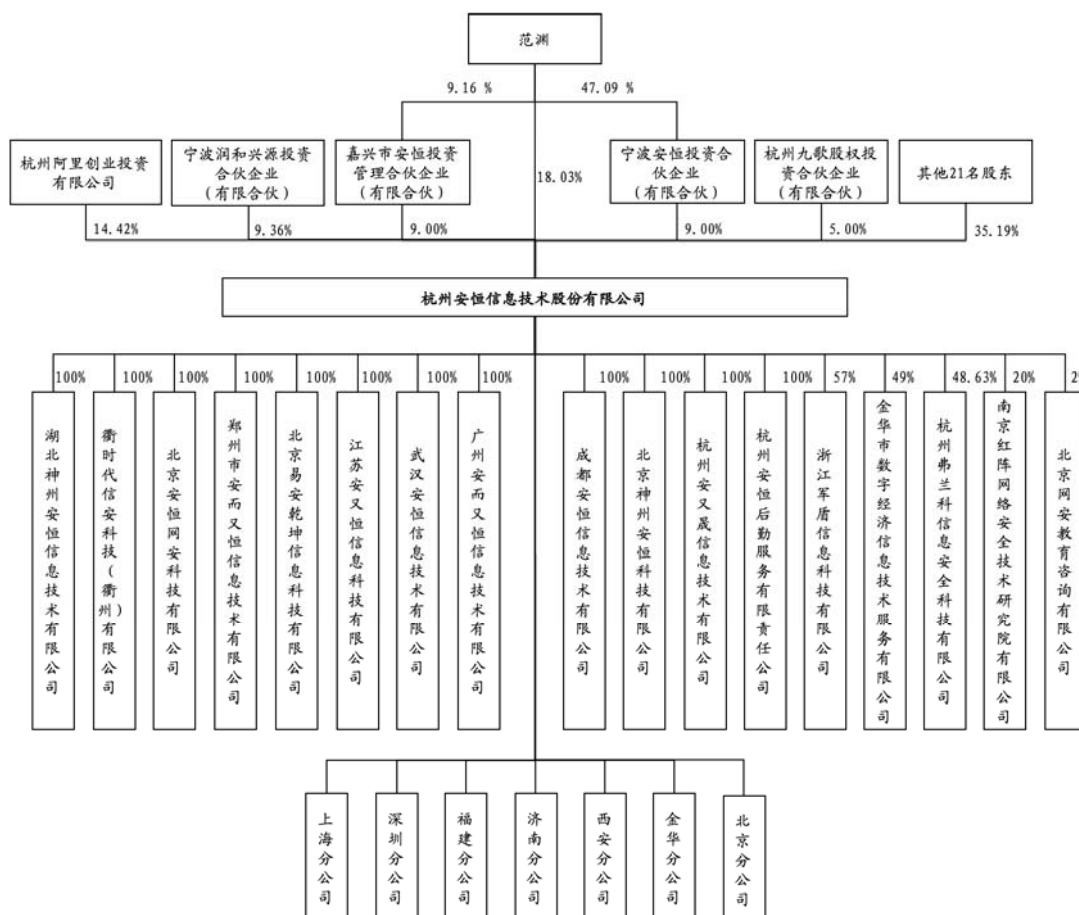 范渊
9.16 %
47.09 %
杭州阿里创业投资
有限公司
宁波润和兴源投资
合伙企业
(有限合伙)
嘉兴市安恒投资
管理合伙企业
(有限合伙)
18.03%
宁波安恒投资合
伙企业
(有限合伙)
杭州九歌股权投
资合伙企业
(有限合伙)
其他21名股东
14.42%
9.36%
9.00%
9.00%
5.00%
35.19%
杭州安恒信息技术股份有限公司
100%
100%
100%
100%
100%
100%
100%
100%
100%
100%
100%
100%
57%
49%
48.63%
20%
湖北神州安恒信息技术有限公司
衢时代信安科技(衢州)有限公司
北京安恒网安科技有限公司
郑州市安而又恒信息技术有限公司
北京易安乾坤信息科技有限公司
江苏安又恒信息科技有限公司
武汉安恒信息技术有限公司
广州安而又恒信息技术有限公司
成都安恒信息技术有限公司
北京神州安恒科技有限公司
杭州安又晟信息技术有限公司
杭州安恒后勤服务有限责任公司
浙江军盾信息科技有限公司
金华市数字经济信息技术服务有限公司
杭州弗兰科信息安全科技有限公司
南京红阵网络安全技术研究院有限公司
北京网安教育咨询有限公司
上海分公司
深圳分公司
福建分公司
济南分公司
西安分公司
金华分公司
北京分公司